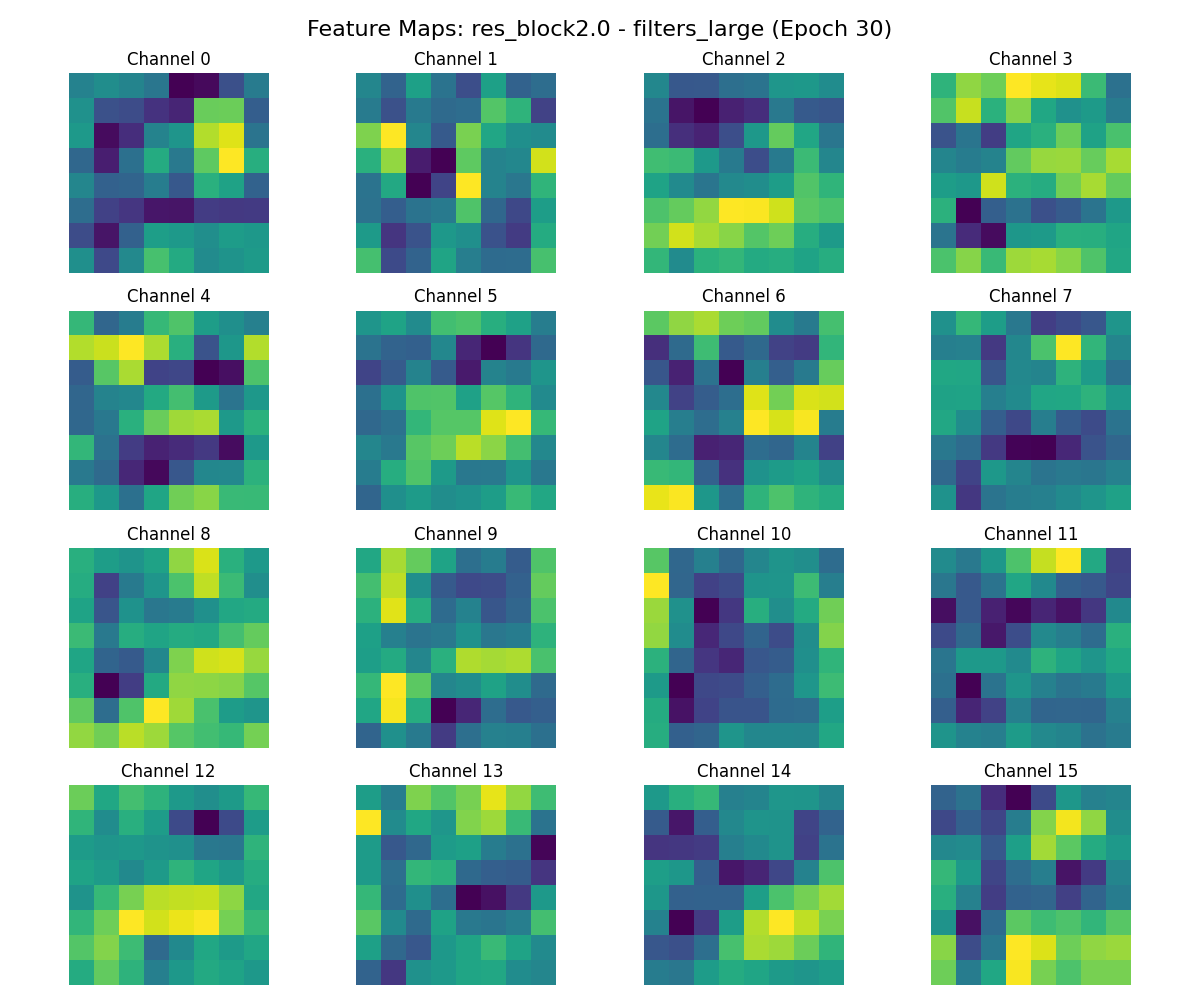 Feature Maps: res_block2.0 - filters_large (Epoch 30)
Channel 0
Channel 1
Channel 2
Channel 3
Channel 4
Channel 5
Channel 6
Channel 7
Channel 8
Channel 9
Channel 10
Channel 11
Channel 12
Channel 13
Channel 14
Channel 15